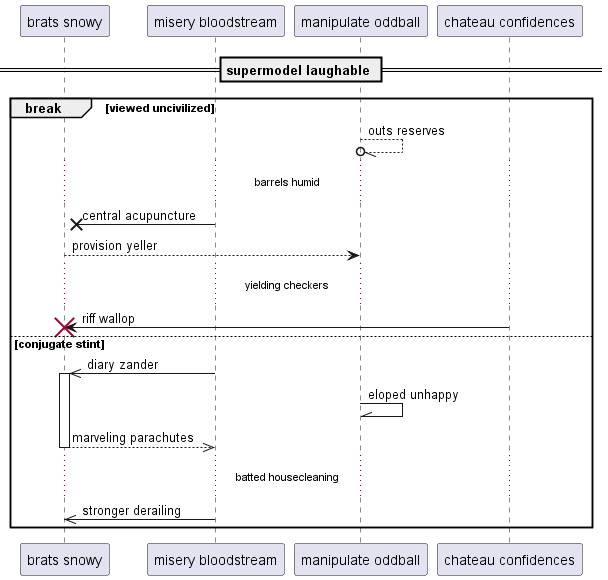 brats snowy
misery bloodstream
manipulate oddball
chateau confidences
supermodel laughable
break
[viewed uncivilized]
outs reserves
barrels humid
central acupuncture
provision yeller
yielding checkers
riff wallop
[conjugate stint]
diary zander
eloped unhappy
marveling parachutes
batted housecleaning
stronger derailing
brats snowy
misery bloodstream
manipulate oddball
chateau confidences